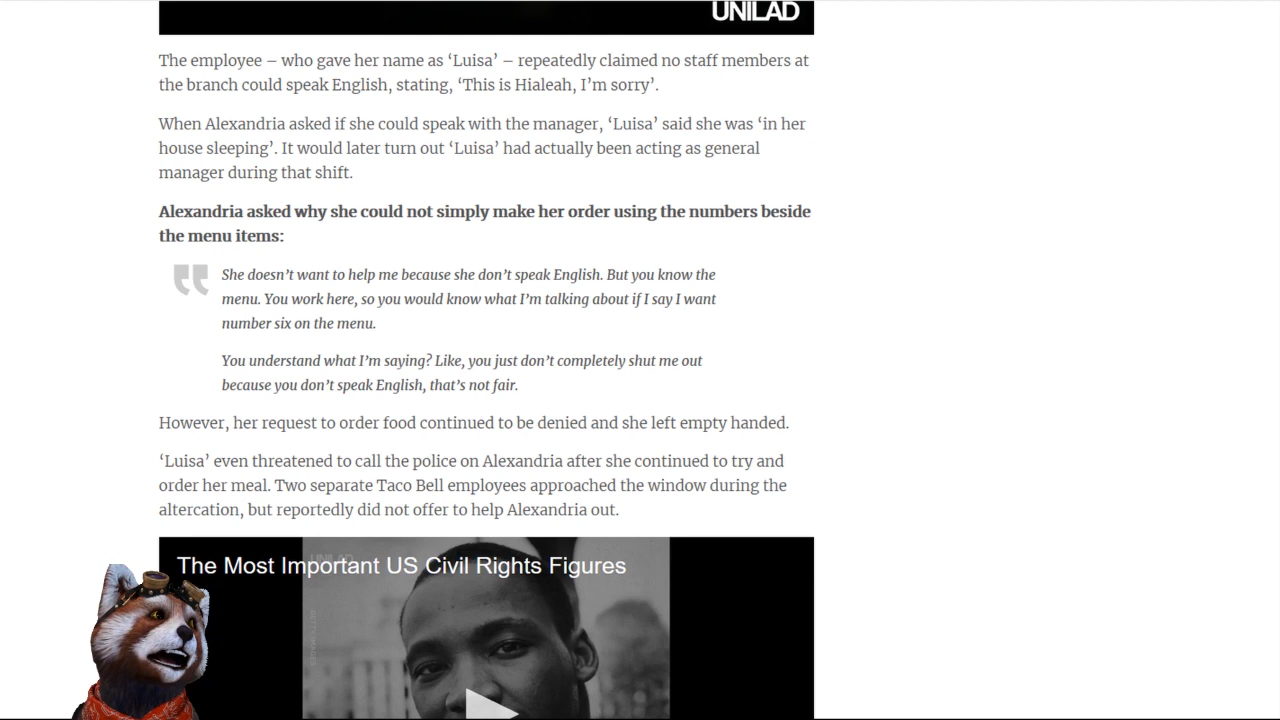 UNILAD
The employee – who gave her name as ‘Luisa’ – repeatedly claimed no staff members at
the branch could speak English, stating, ‘This is Hialeah, I’m sorry’.
When Alexandria asked if she could speak with the manager, ‘Luisa’ said she was ‘in her
house sleeping’. It would later turn out ‘Luisa’ had actually been acting as general
manager during that shift.
Alexandria asked why she could not simply make her order using the numbers beside
the menu items:
She doesn’t want to help me because she don’t speak English. But you know the
menu. You work here, so you would know what I’m talking about if I say I want
number six on the menu.
You understand what I’m saying? Like, you just don’t completely shut me out
because you don’t speak English, that’s not fair.
However, her request to order food continued to be denied and she left empty handed.
‘Luisa’ even threatened to call the police on Alexandria after she continued to try and
order her meal. Two separate Taco Bell employees approached the window during the
altercation, but reportedly did not offer to help Alexandria out.
UNILAD
The Most Important US Civil Rights Figures